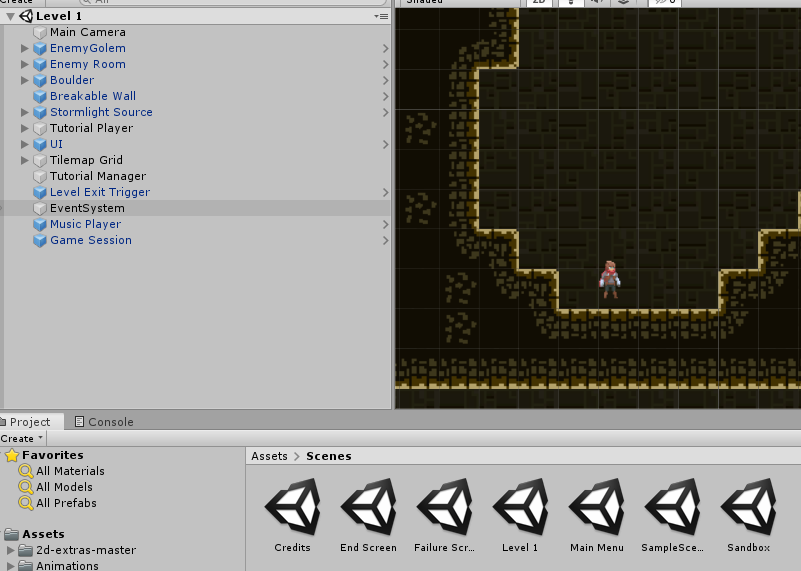 Create
All
Shaded
2D
0
Level 1
Main Camera
EnemyGolem
Enemy Room
Boulder
Breakable Wall
Stormlight Source
Tutorial Player
UI
Tilemap Grid
Tutorial Manager
Level Exit Trigger
EventSystem
Music Player
Game Session
Project
Console
Create
Favorites
All Materials
All Models
All Prefabs
Assets
2d-extras-master
Animations
Assets > Scenes
Credits
End Screen
Failure Scr...
Level 1
Main Menu
SampleSce...
Sandbox